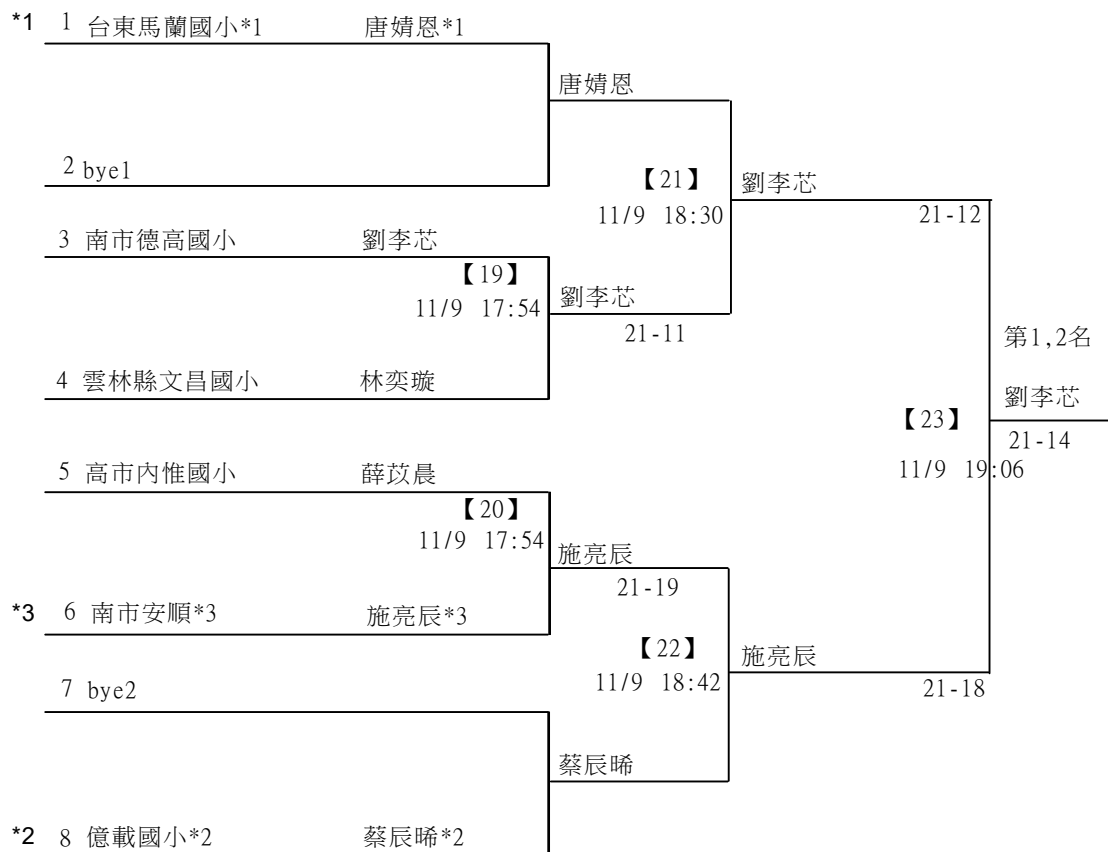 *1 1 台東馬蘭國小*1 唐婧恩*1
唐婧恩
2 bye1
【21】
劉李芯
11/9 18:30
21-12
3 南市德高國小 劉李芯
【19】
11/9 17:54
劉李芯
21-11
第1,2名
4 雲林縣文昌國小 林奕璇
劉李芯
【23】
21-14
11/9 19:06
5 高市內惟國小 薛苡晨
【20】
11/9 17:54
施亮辰
21-19
*3 6 南市安順*3 施亮辰*3
【22】
施亮辰
11/9 18:42
21-18
7 bye2
蔡辰晞
*2 8 億載國小*2 蔡辰晞*2